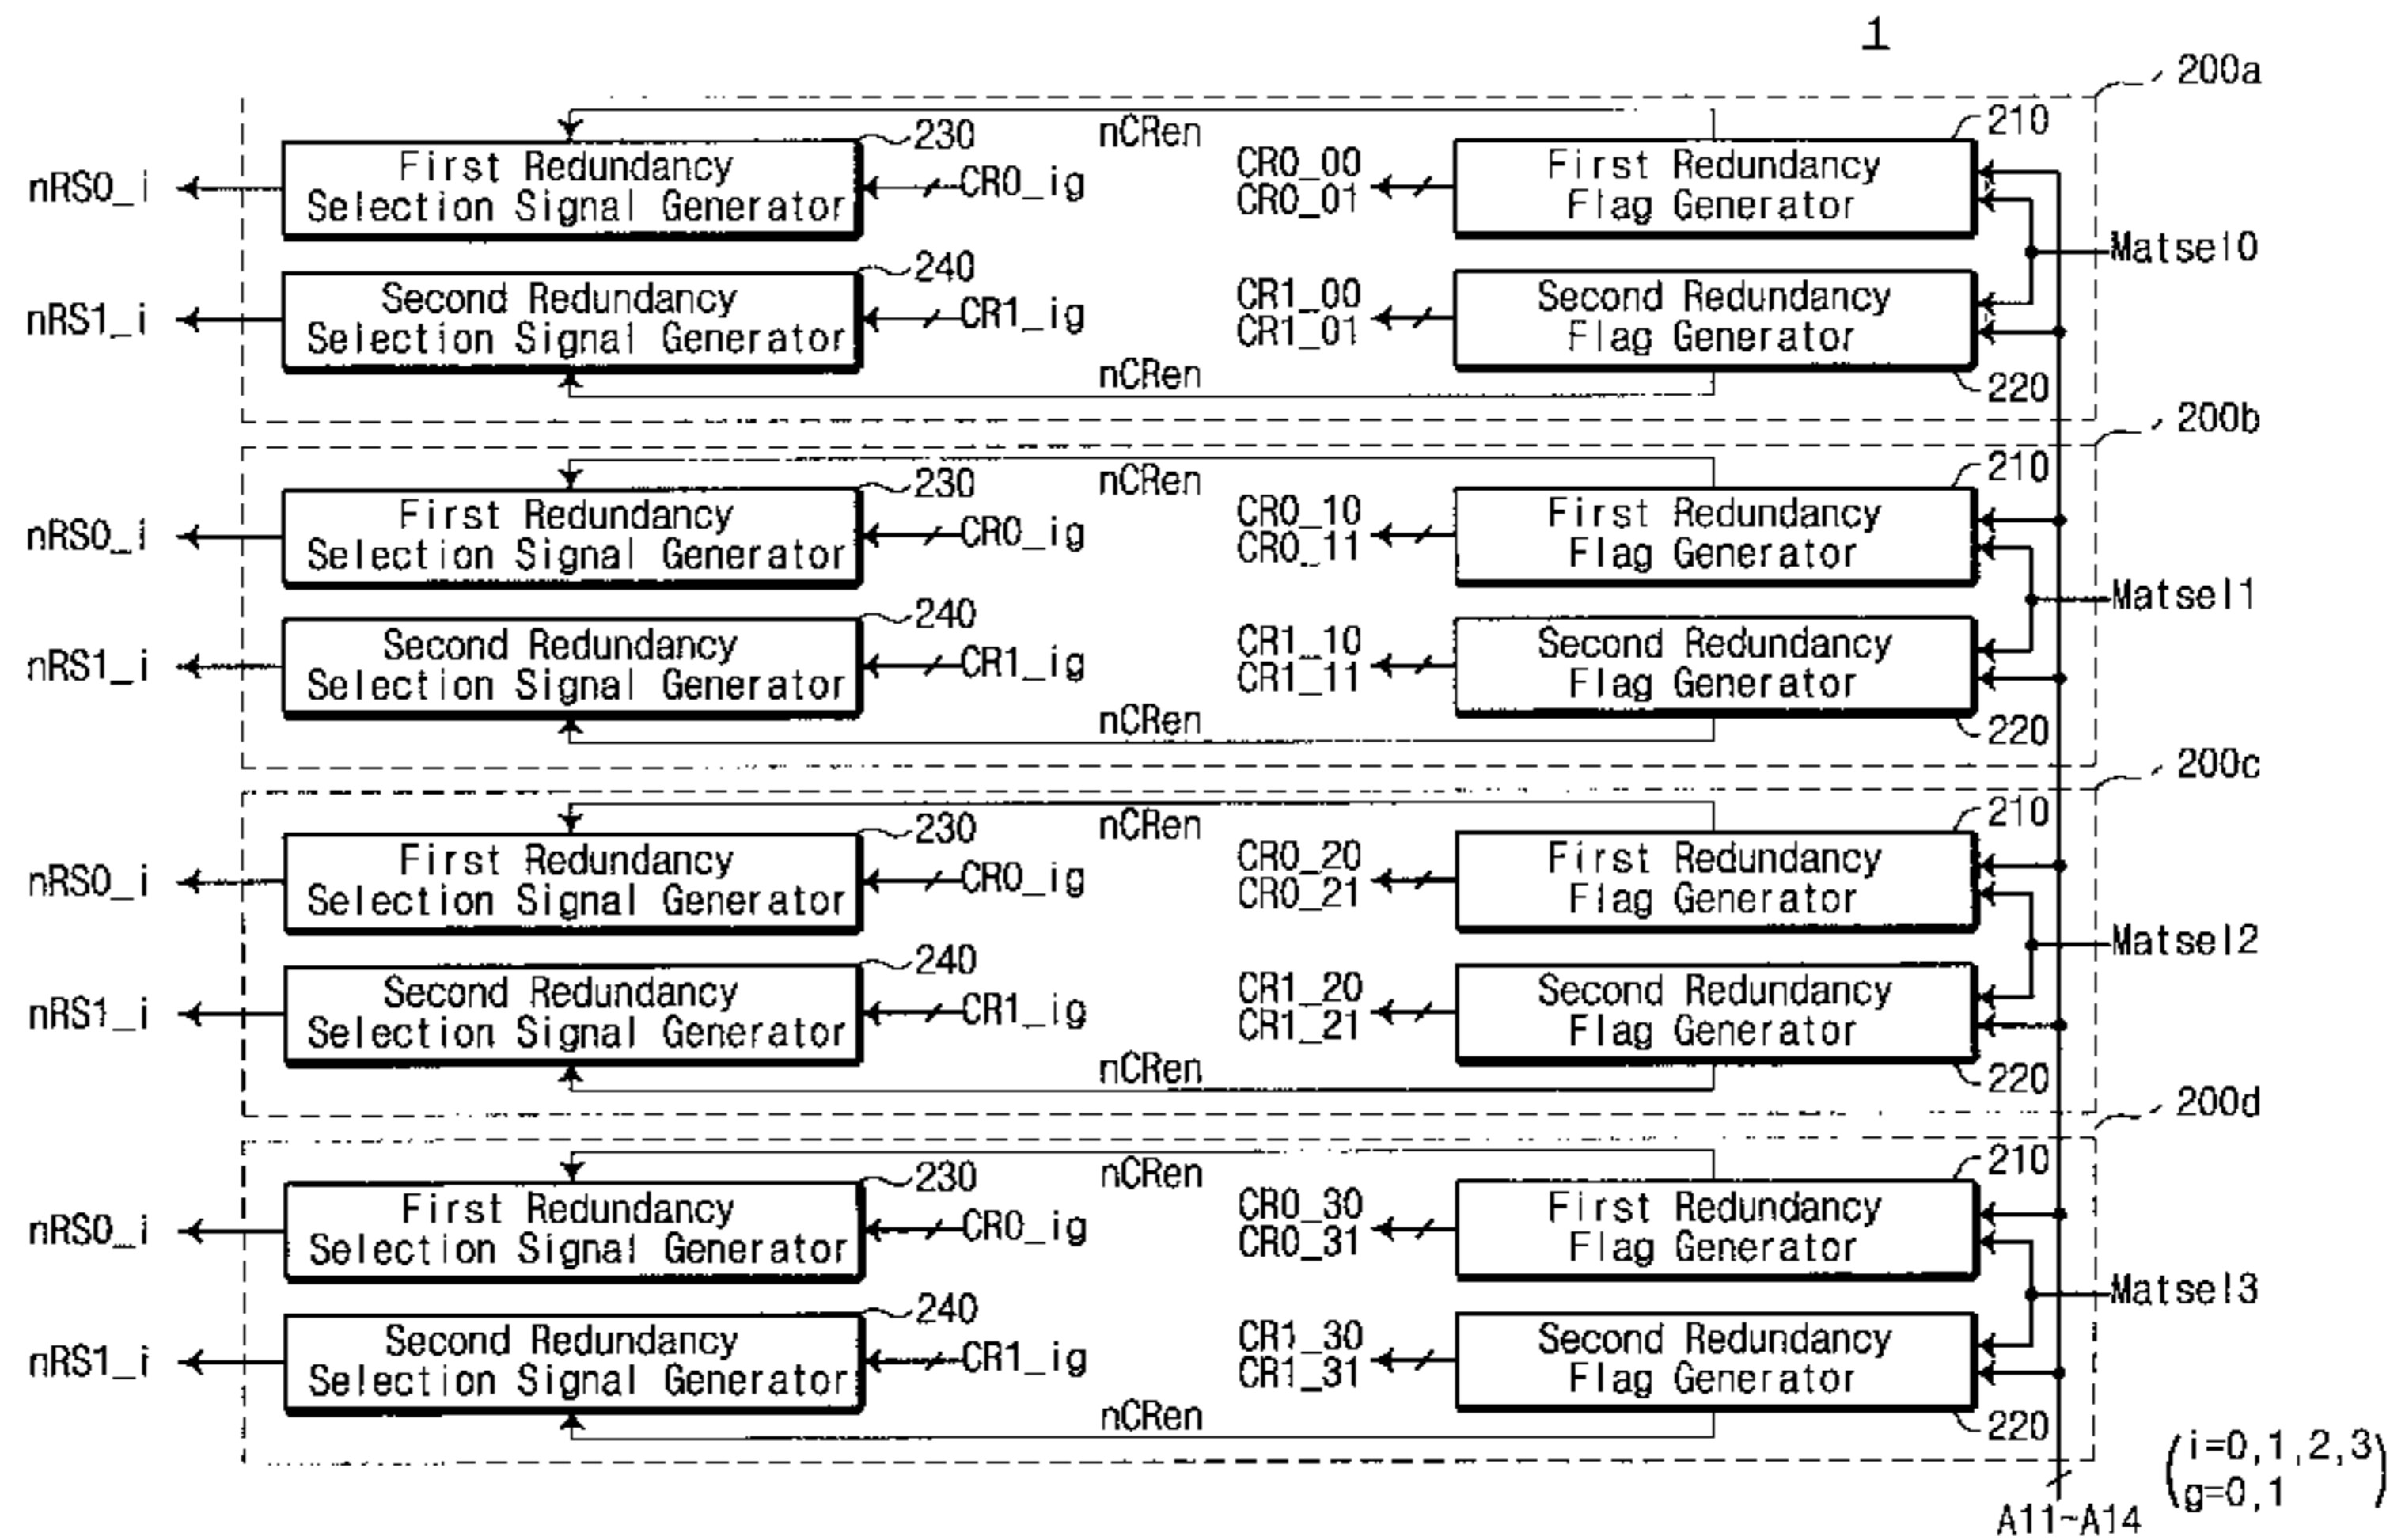 1
200a
nCRen
230
210
First Redundancy
Selection Signal Generator
nRS0_i
CR0_ig
CR0_00
CR0_01
First Redundancy
Flag Generator
Matsel0
240
Second Redundancy
Selection Signal Generator
nRS1_i
CR1_ig
CR1_00
CR1_01
Second Redundancy
Flag Generator
nCRen
220
200b
nCRen
230
210
First Redundancy
Selection Signal Generator
nRS0_i
CR0_ig
CR0_10
CR0_11
First Redundancy
Flag Generator
Matsel1
240
Second Redundancy
Selection Signal Generator
nRS1_i
CR1_ig
CR1_10
CR1_11
Second Redundancy
Flag Generator
nCRen
220
200c
nCRen
230
210
First Redundancy
Selection Signal Generator
nRS0_i
CR0_ig
CR0_20
CR0_21
First Redundancy
Flag Generator
Matsel2
240
Second Redundancy
Selection Signal Generator
nRS1_i
CR1_ig
CR1_20
CR1_21
Second Redundancy
Flag Generator
nCRen
220
200d
nCRen
230
210
First Redundancy
Selection Signal Generator
nRS0_i
CR0_ig
CR0_30
CR0_31
First Redundancy
Flag Generator
Matsel3
240
Second Redundancy
Selection Signal Generator
nRS1_i
CR1_ig
CR1_30
CR1_31
Second Redundancy
Flag Generator
nCRen
220
(i=0,1,2,3
g=0,1)
A11~A14